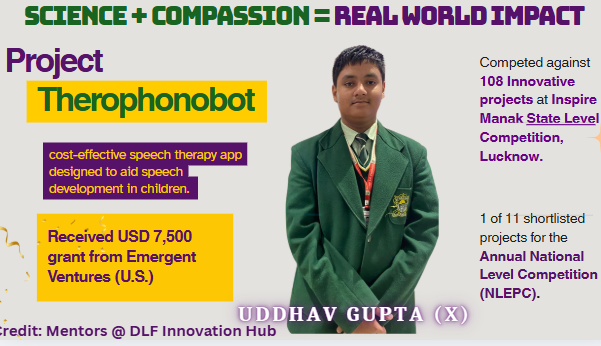 SCIENCE + COMPASSION = REAL WORLD IMPACT
Project
Therophonobot
cost-effective speech therapy app
designed to aid speech
development in children.
Received USD 7,500
grant from Emergent
Ventures (U.S.)
Competed against
108 Innovative
projects at Inspire
Manak State Level
Competition,
Lucknow.
1 of 11 shortlisted
projects for the
Annual National
Level Competition
(NLEPC).
UDDHAV GUPTA (X)
Credit: Mentors @ DLF Innovation Hub